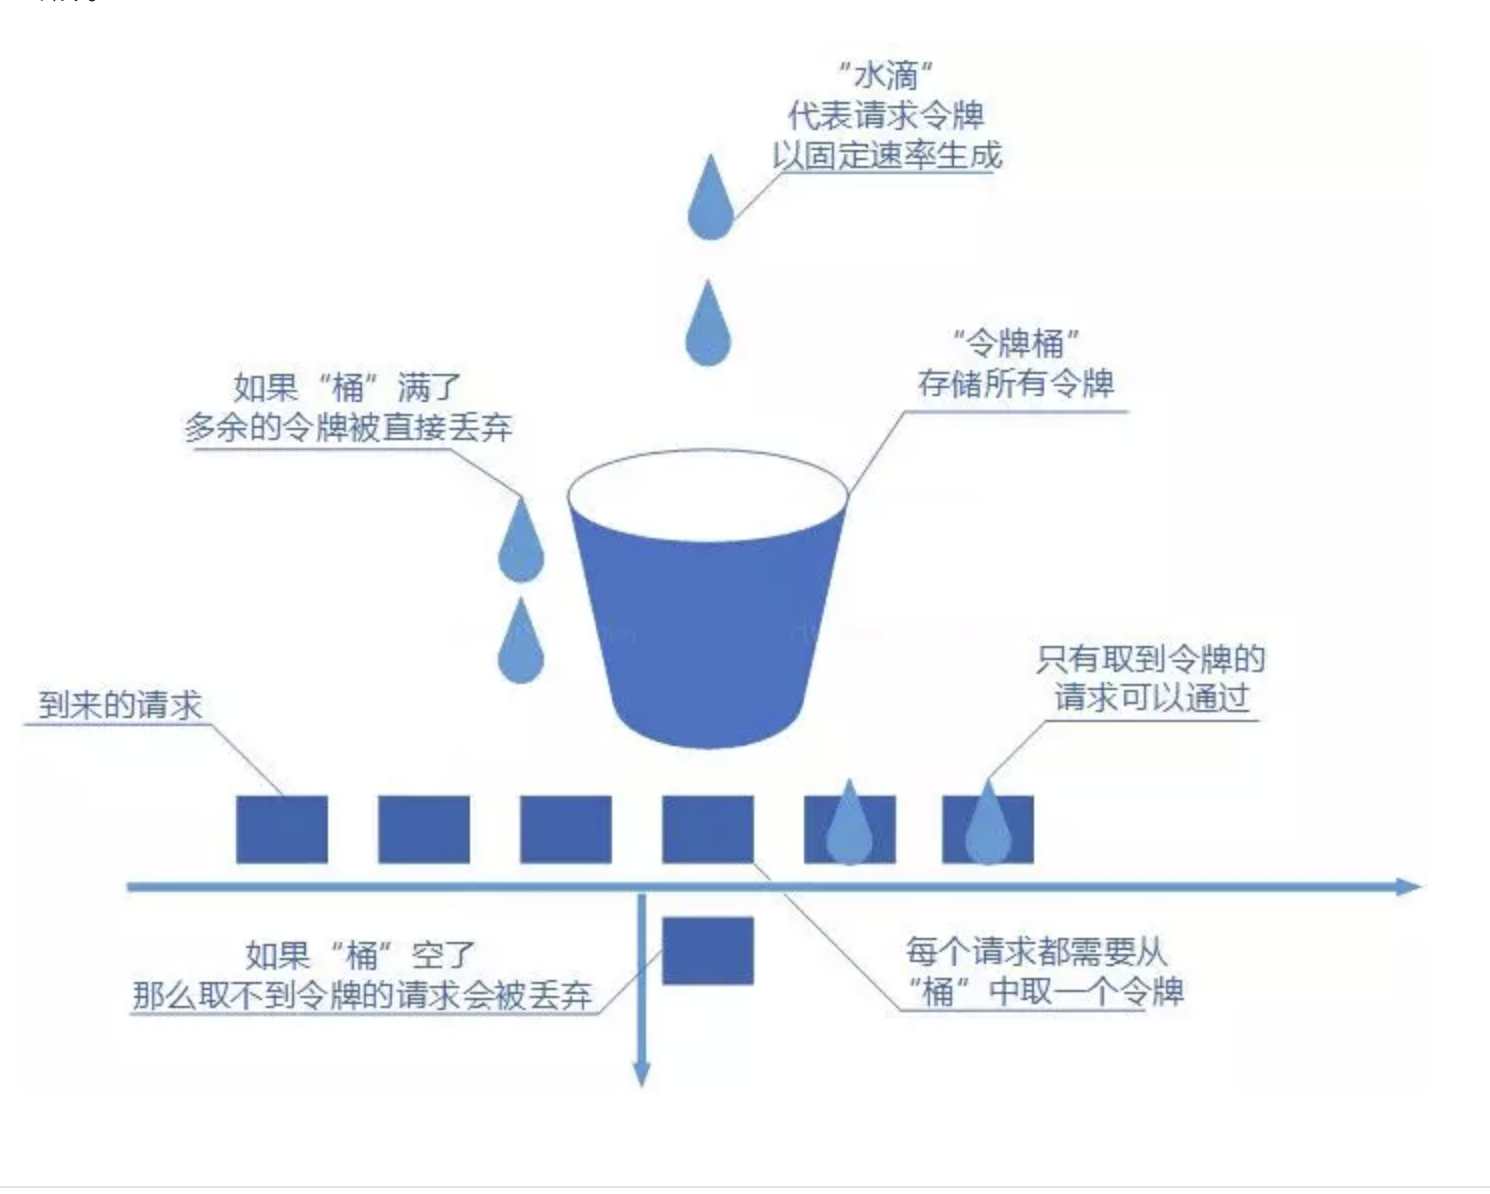 “水滴”
代表请求令牌
以固定速率生成
“令牌桶”
存储所有令牌
如果“桶”满了
多余的令牌被直接丢弃
只有取到令牌的
请求可以通过
到来的请求
如果“桶”空了
那么取不到令牌的请求会被丢弃
每个请求都需要从
“桶”中取一个令牌